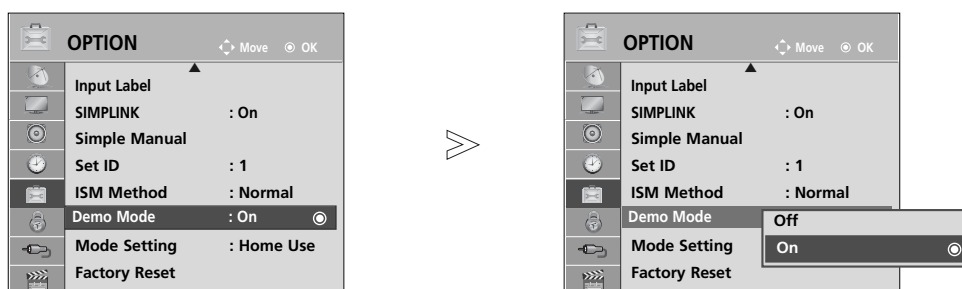 OPTION
Move OK
Input Label
SIMPLINK : On
Simple Manual
Set ID : 1
ISM Method : Normal
Demo Mode : On
Mode Setting : Home Use
Factory Reset
OPTION
Move OK
Input Label
SIMPLINK : On
Simple Manual
Set ID : 1
ISM Method : Normal
Demo Mode
Off
Mode Setting
On
Factory Reset